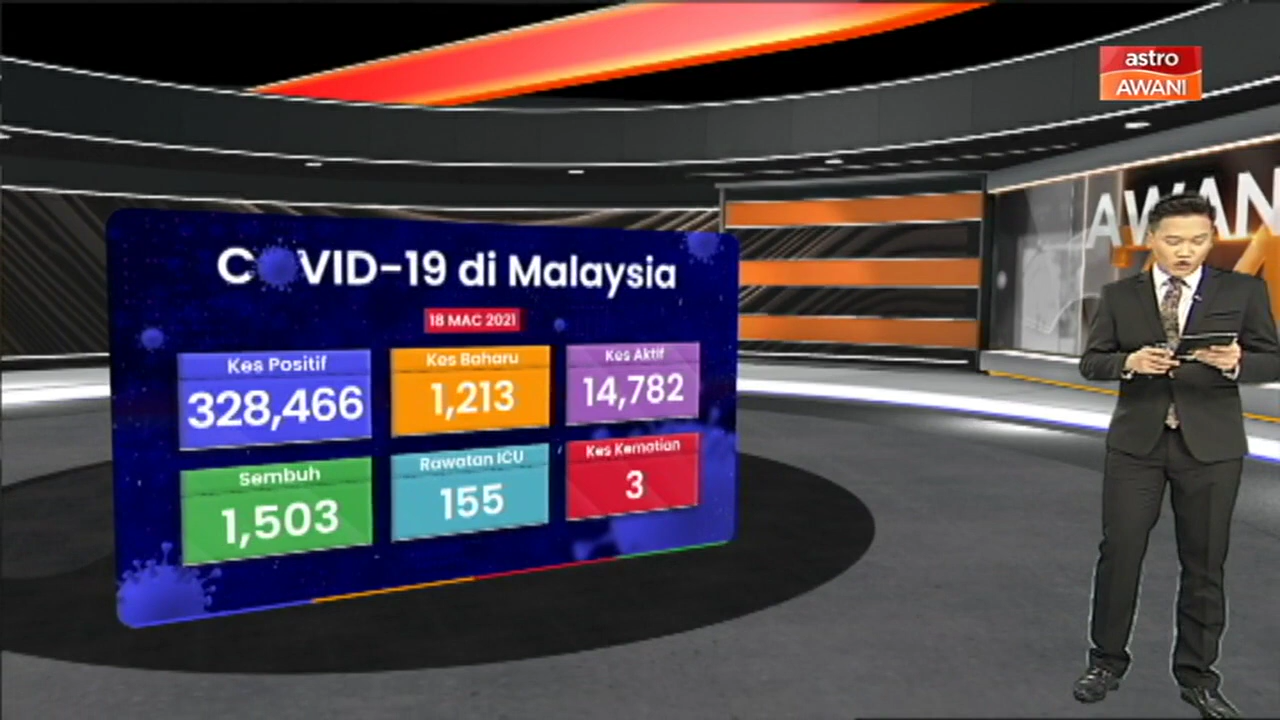 astro
AWANI
AWAN
COVID-19 di Malaysia
18 MAC 2021
Kes Positif
328,466
Kes Baharu
1,213
Kes Aktif
14,782
Sembuh
1,503
Rawatan ICU
155
Kes Kematian
3